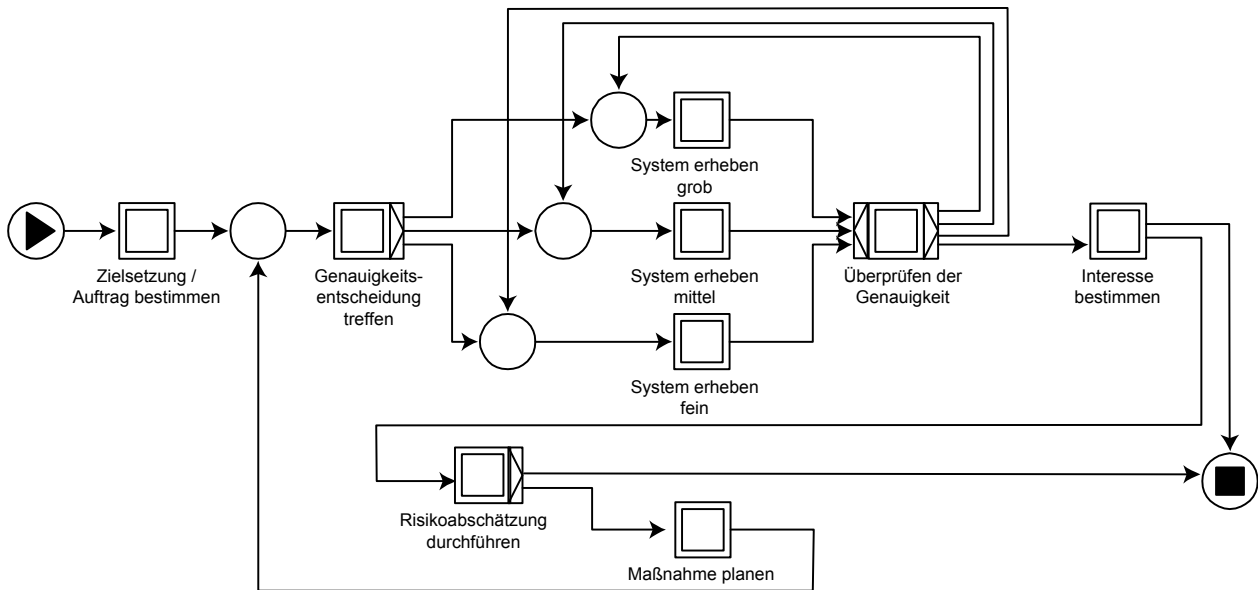 System erheben
grob
Zielsetzung /
Auftrag bestimmen
Genauigkeits-
entscheidung
treffen
System erheben
mittel
Überprüfen der
Genauigkeit
Interesse
bestimmen
System erheben
fein
Risikoabschätzung
durchführen
Maßnahme planen